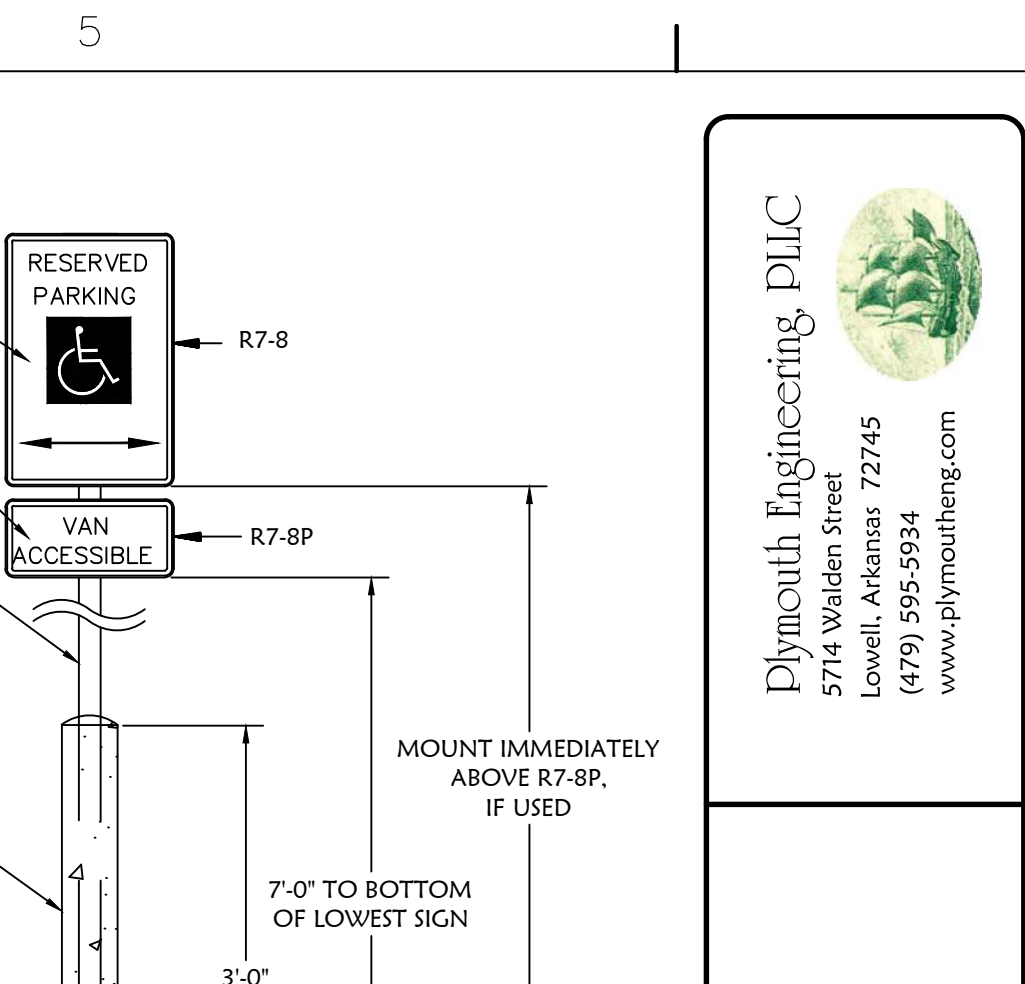 5
RESERVED
PARKING
R7-8
VAN
ACCESSIBLE
R7-8P
MOUNT IMMEDIATELY
ABOVE R7-8P,
IF USED
7'-0" TO BOTTOM
OF LOWEST SIGN
3'-0"
Plymouth Engineering, PLLC
5714 Walden Street
Lowell, Arkansas 72745
(479) 595-5934
www.plymoutheng.com